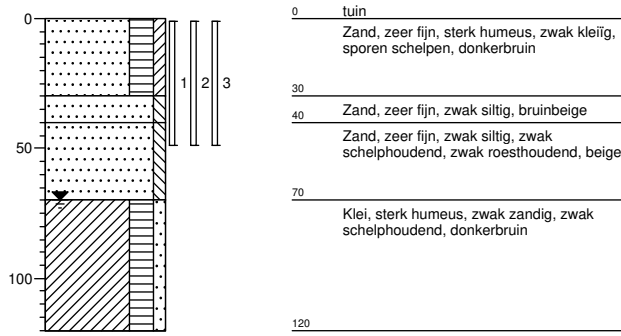 0
50
100
1 2 3
0 tuin
Zand, zeer fijn, sterk humeus, zwak kleiïg,
sporen schelpen, donkerbruin
30
Zand, zeer fijn, zwak siltig, bruinbeige
40
Zand, zeer fijn, zwak siltig, zwak
schelphoudend, zwak roesthoudend, beige
70
Klei, sterk humeus, zwak zandig, zwak
schelphoudend, donkerbruin
120